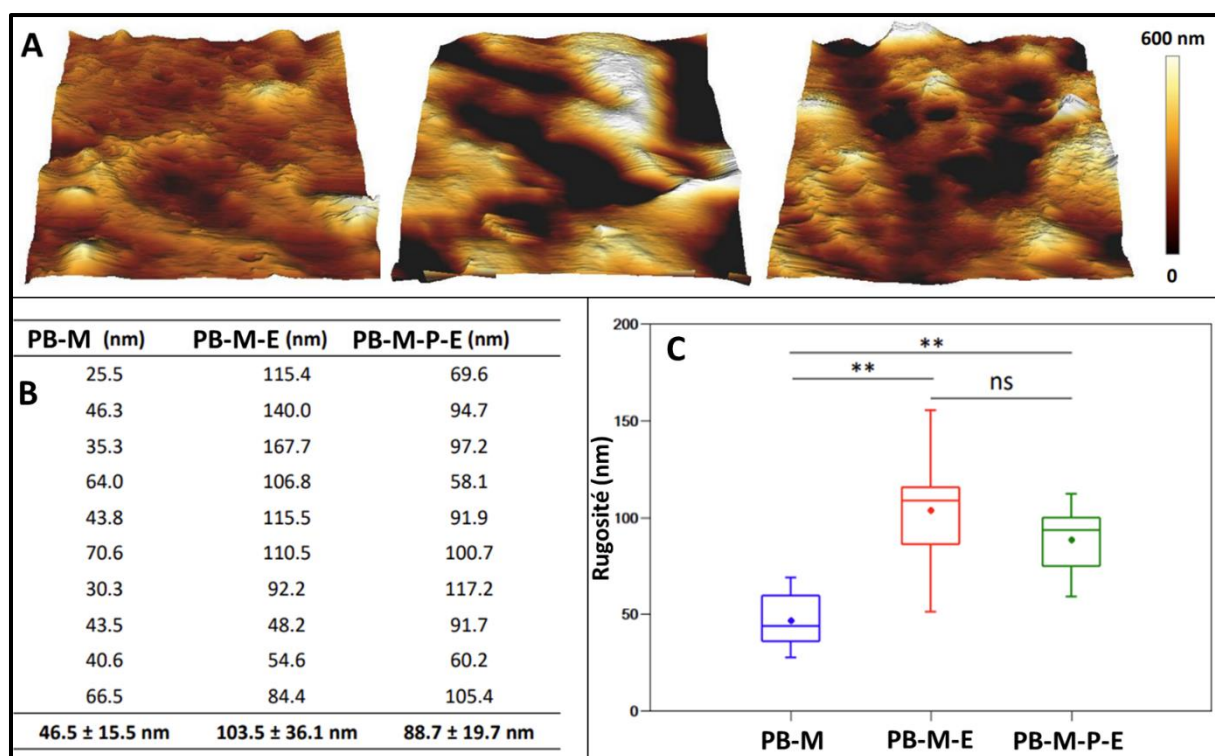 A
600 nm
0
B
PB-M (nm) PB-M-E (nm) PB-M-P-E (nm)
25.5 115.4 69.6
46.3 140.0 94.7
35.3 167.7 97.2
64.0 106.8 58.1
43.8 115.5 91.9
70.6 110.5 100.7
30.3 92.2 117.2
43.5 48.2 91.7
40.6 54.6 60.2
66.5 84.4 105.4
46.5 ± 15.5 nm 103.5 ± 36.1 nm 88.7 ± 19.7 nm
C
200
150
100
50
0
Rugosité (nm)
**
**
ns
PB-M PB-M-E PB-M-P-E